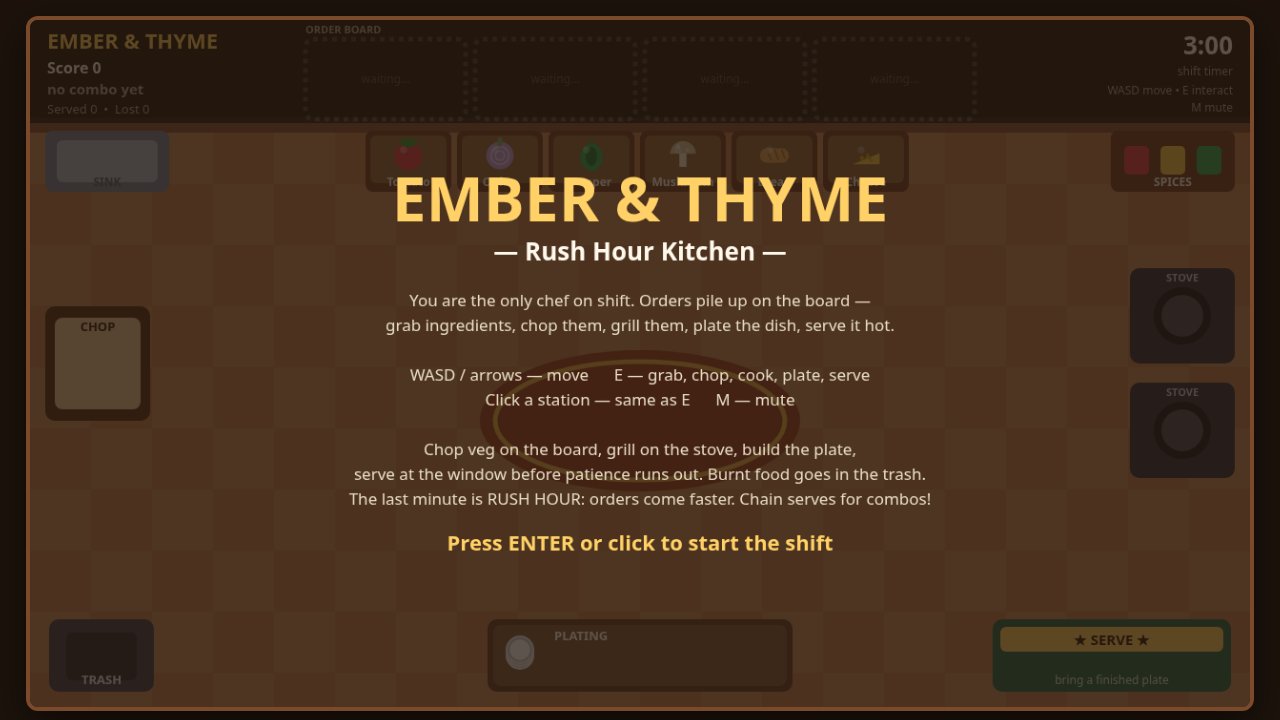 EMBER & THYME
Score 0
no combo yet
Served 0 • Lost 0
ORDER BOARD
waiting...
waiting...
waiting...
waiting...
3:00
shift timer
WASD move • E interact
M mute
SINK
SPICES
EMBER & THYME
— Rush Hour Kitchen —
You are the only chef on shift. Orders pile up on the board —
grab ingredients, chop them, grill them, plate the dish, serve it hot.
WASD / arrows — move E — grab, chop, cook, plate, serve
Click a station — same as E M — mute
Chop veg on the board, grill on the stove, build the plate,
serve at the window before patience runs out. Burnt food goes in the trash.
The last minute is RUSH HOUR: orders come faster. Chain serves for combos!
Press ENTER or click to start the shift
CHOP
STOVE
STOVE
TRASH
PLATING
★ SERVE ★
bring a finished plate